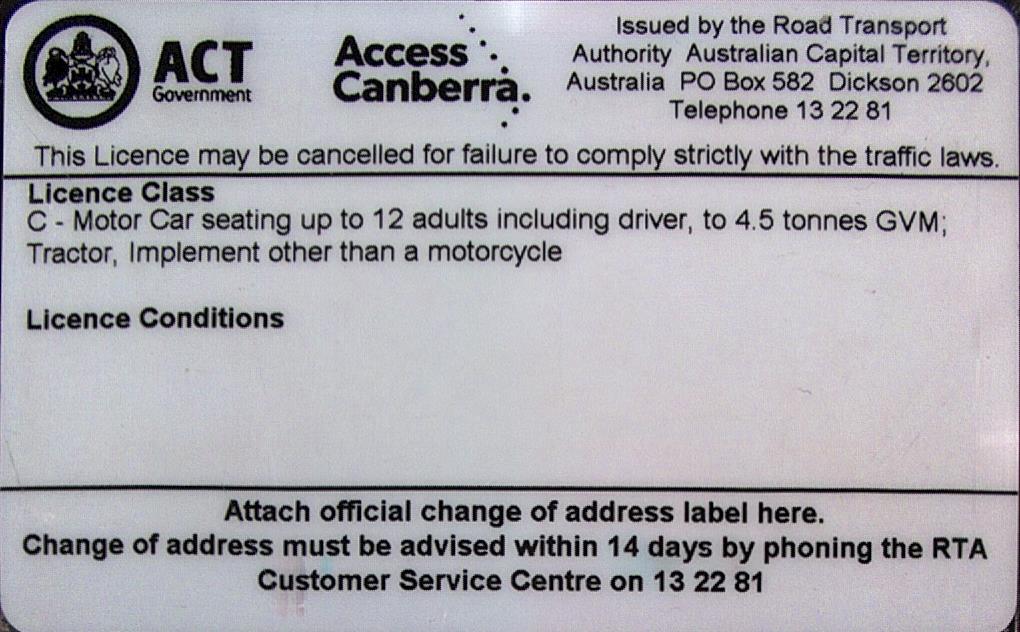 ACT
Government
Access
Canberra.
Issued by the Road Transport
Authority Australian Capital Territory,
Australia PO Box 582 Dickson 2602
Telephone 13 22 81
This Licence may be cancelled for failure to comply strictly with the traffic laws.
Licence Class
C - Motor Car seating up to 12 adults including driver, to 4.5 tonnes GVM;
Tractor, Implement other than a motorcycle
Licence Conditions
Attach official change of address label here.
Change of address must be advised within 14 days by phoning the RTA
Customer Service Centre on 13 22 81